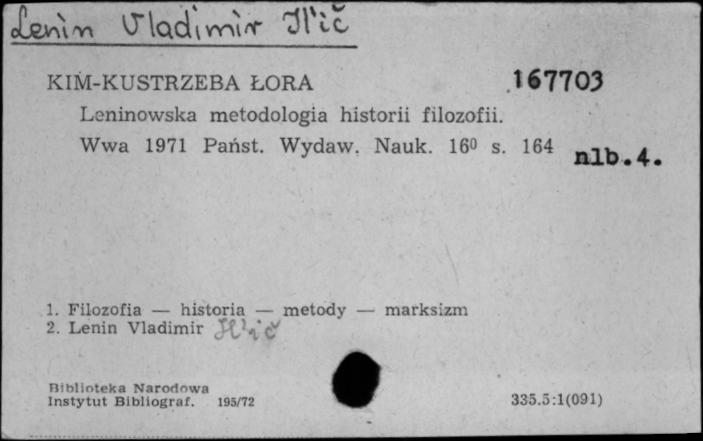 Lenin Vladimir Il'ič
KIM-KUSTRZEBA ŁORA 167703
Leninowska metodologia historii filozofii.
Wwa 1971 Państ. Wydaw. Nauk. 16⁰ s. 164 nlb.4.
1. Filozofia — historia — metody — marksizm
2. Lenin Vladimir Il'ič
Biblioteka Narodowa
Instytut Bibliograf. 195/72 335.5:1(091)